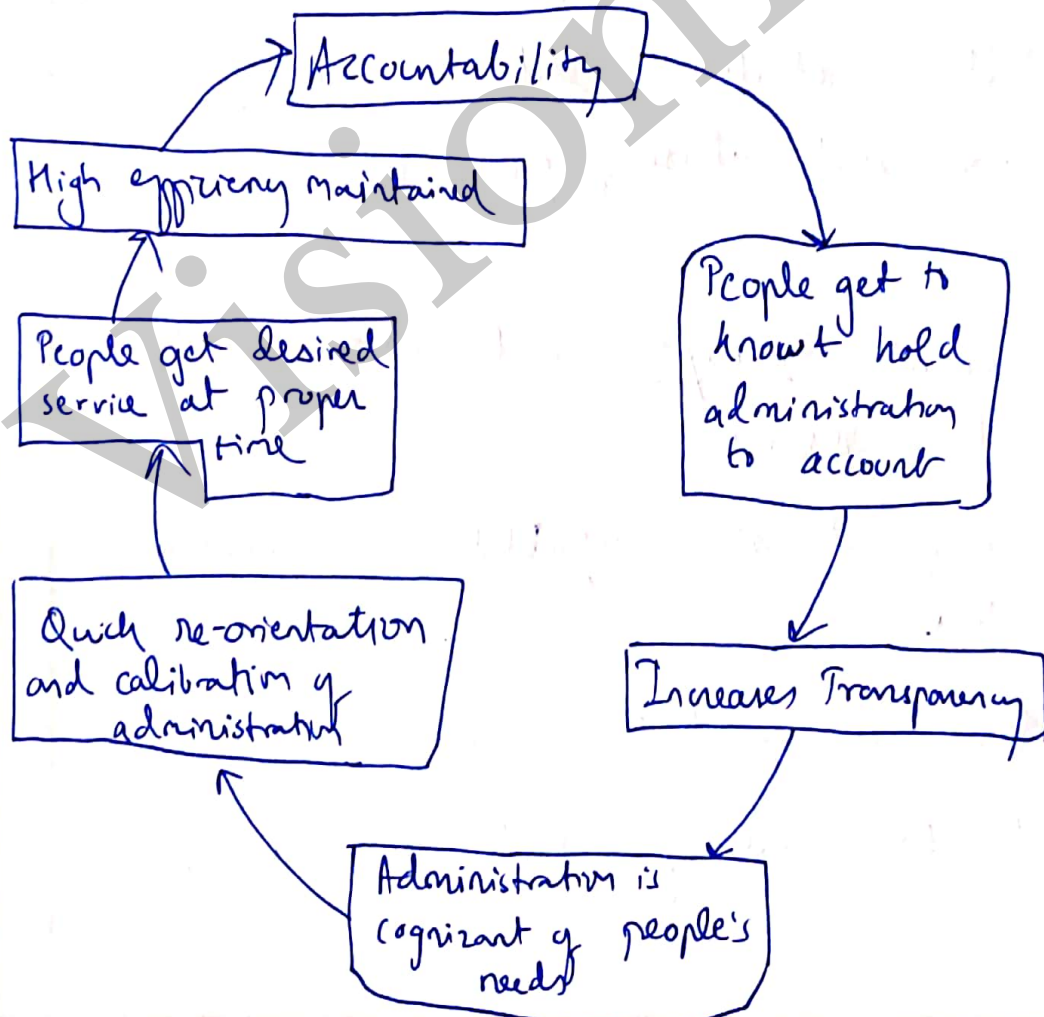 Accountability
People get to
know + hold
administration
to account
Increases Transparency
Administration is
cognizant of people's
needs
Quick re-orientation
and calibration of
administration
People get desired
service at proper
time
High efficiency maintained
Vision